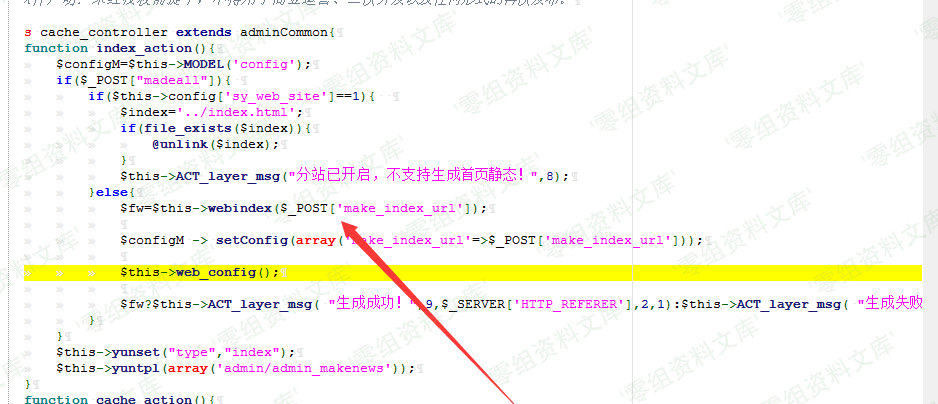 s cache_controller extends adminCommon{
function index_action(){
$configM=$this->MODEL('config');
if($_POST["madeall"]){
if($this->config['sy_web_site']==1){
$index='../index.html';
if(file_exists($index)){
@unlink($index);
}
$this->ACT_layer_msg("分站已开启，不支持生成首页静态！",8);
}else{
$fw=$this->webindex($_POST['make_index_url']);
$configM -> setConfig(array('make_index_url'=>$_POST['make_index_url']));
$this->web_config();
$fw?$this->ACT_layer_msg( "生成成功！",9,$_SERVER['HTTP_REFERER'],2,1):$this->ACT_layer_msg( "生成失败
}
}
$this->yunset("type","index");
$this->yuntpl(array('admin/admin_makenews'));
}
function cache_action(){
零组资料文库